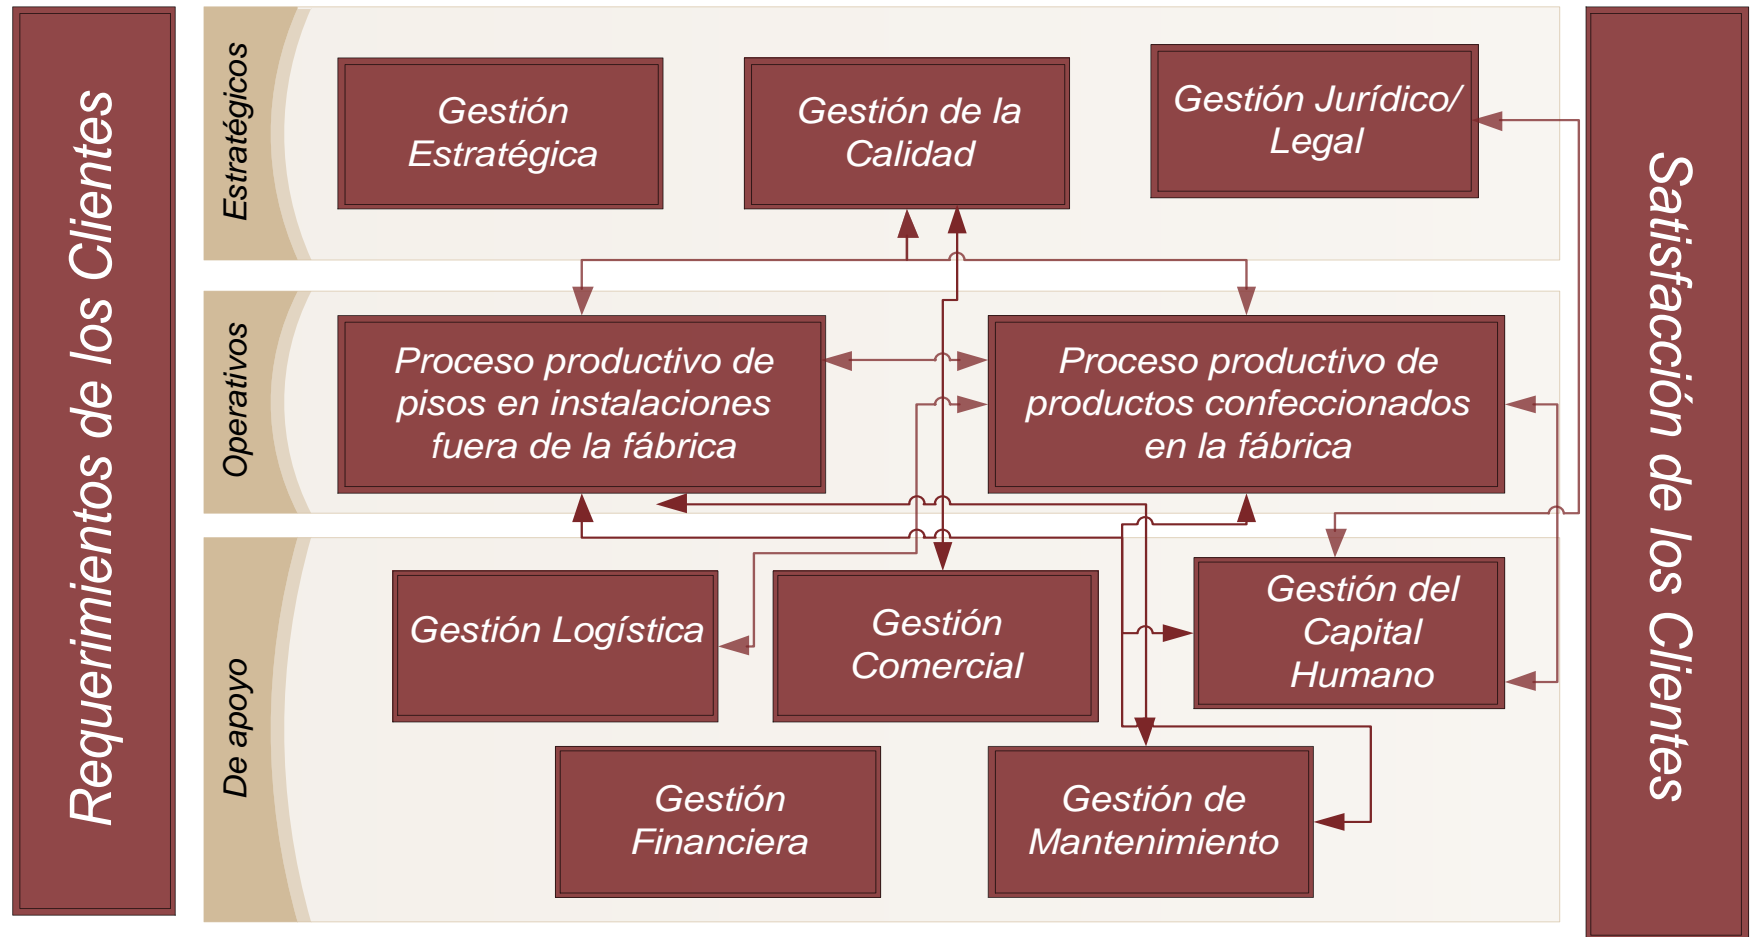 Requerimientos de los Clientes
Estratégicos
Gestión
Estratégica
Gestión de la
Calidad
Gestión Jurídico/
Legal
Operativos
Proceso productivo de
pisos en instalaciones
fuera de la fábrica
Proceso productivo de
productos confeccionados
en la fábrica
De apoyo
Gestión Logística
Gestión
Comercial
Gestión del
Capital
Humano
Gestión
Financiera
Gestión de
Mantenimiento
Satisfacción de los Clientes